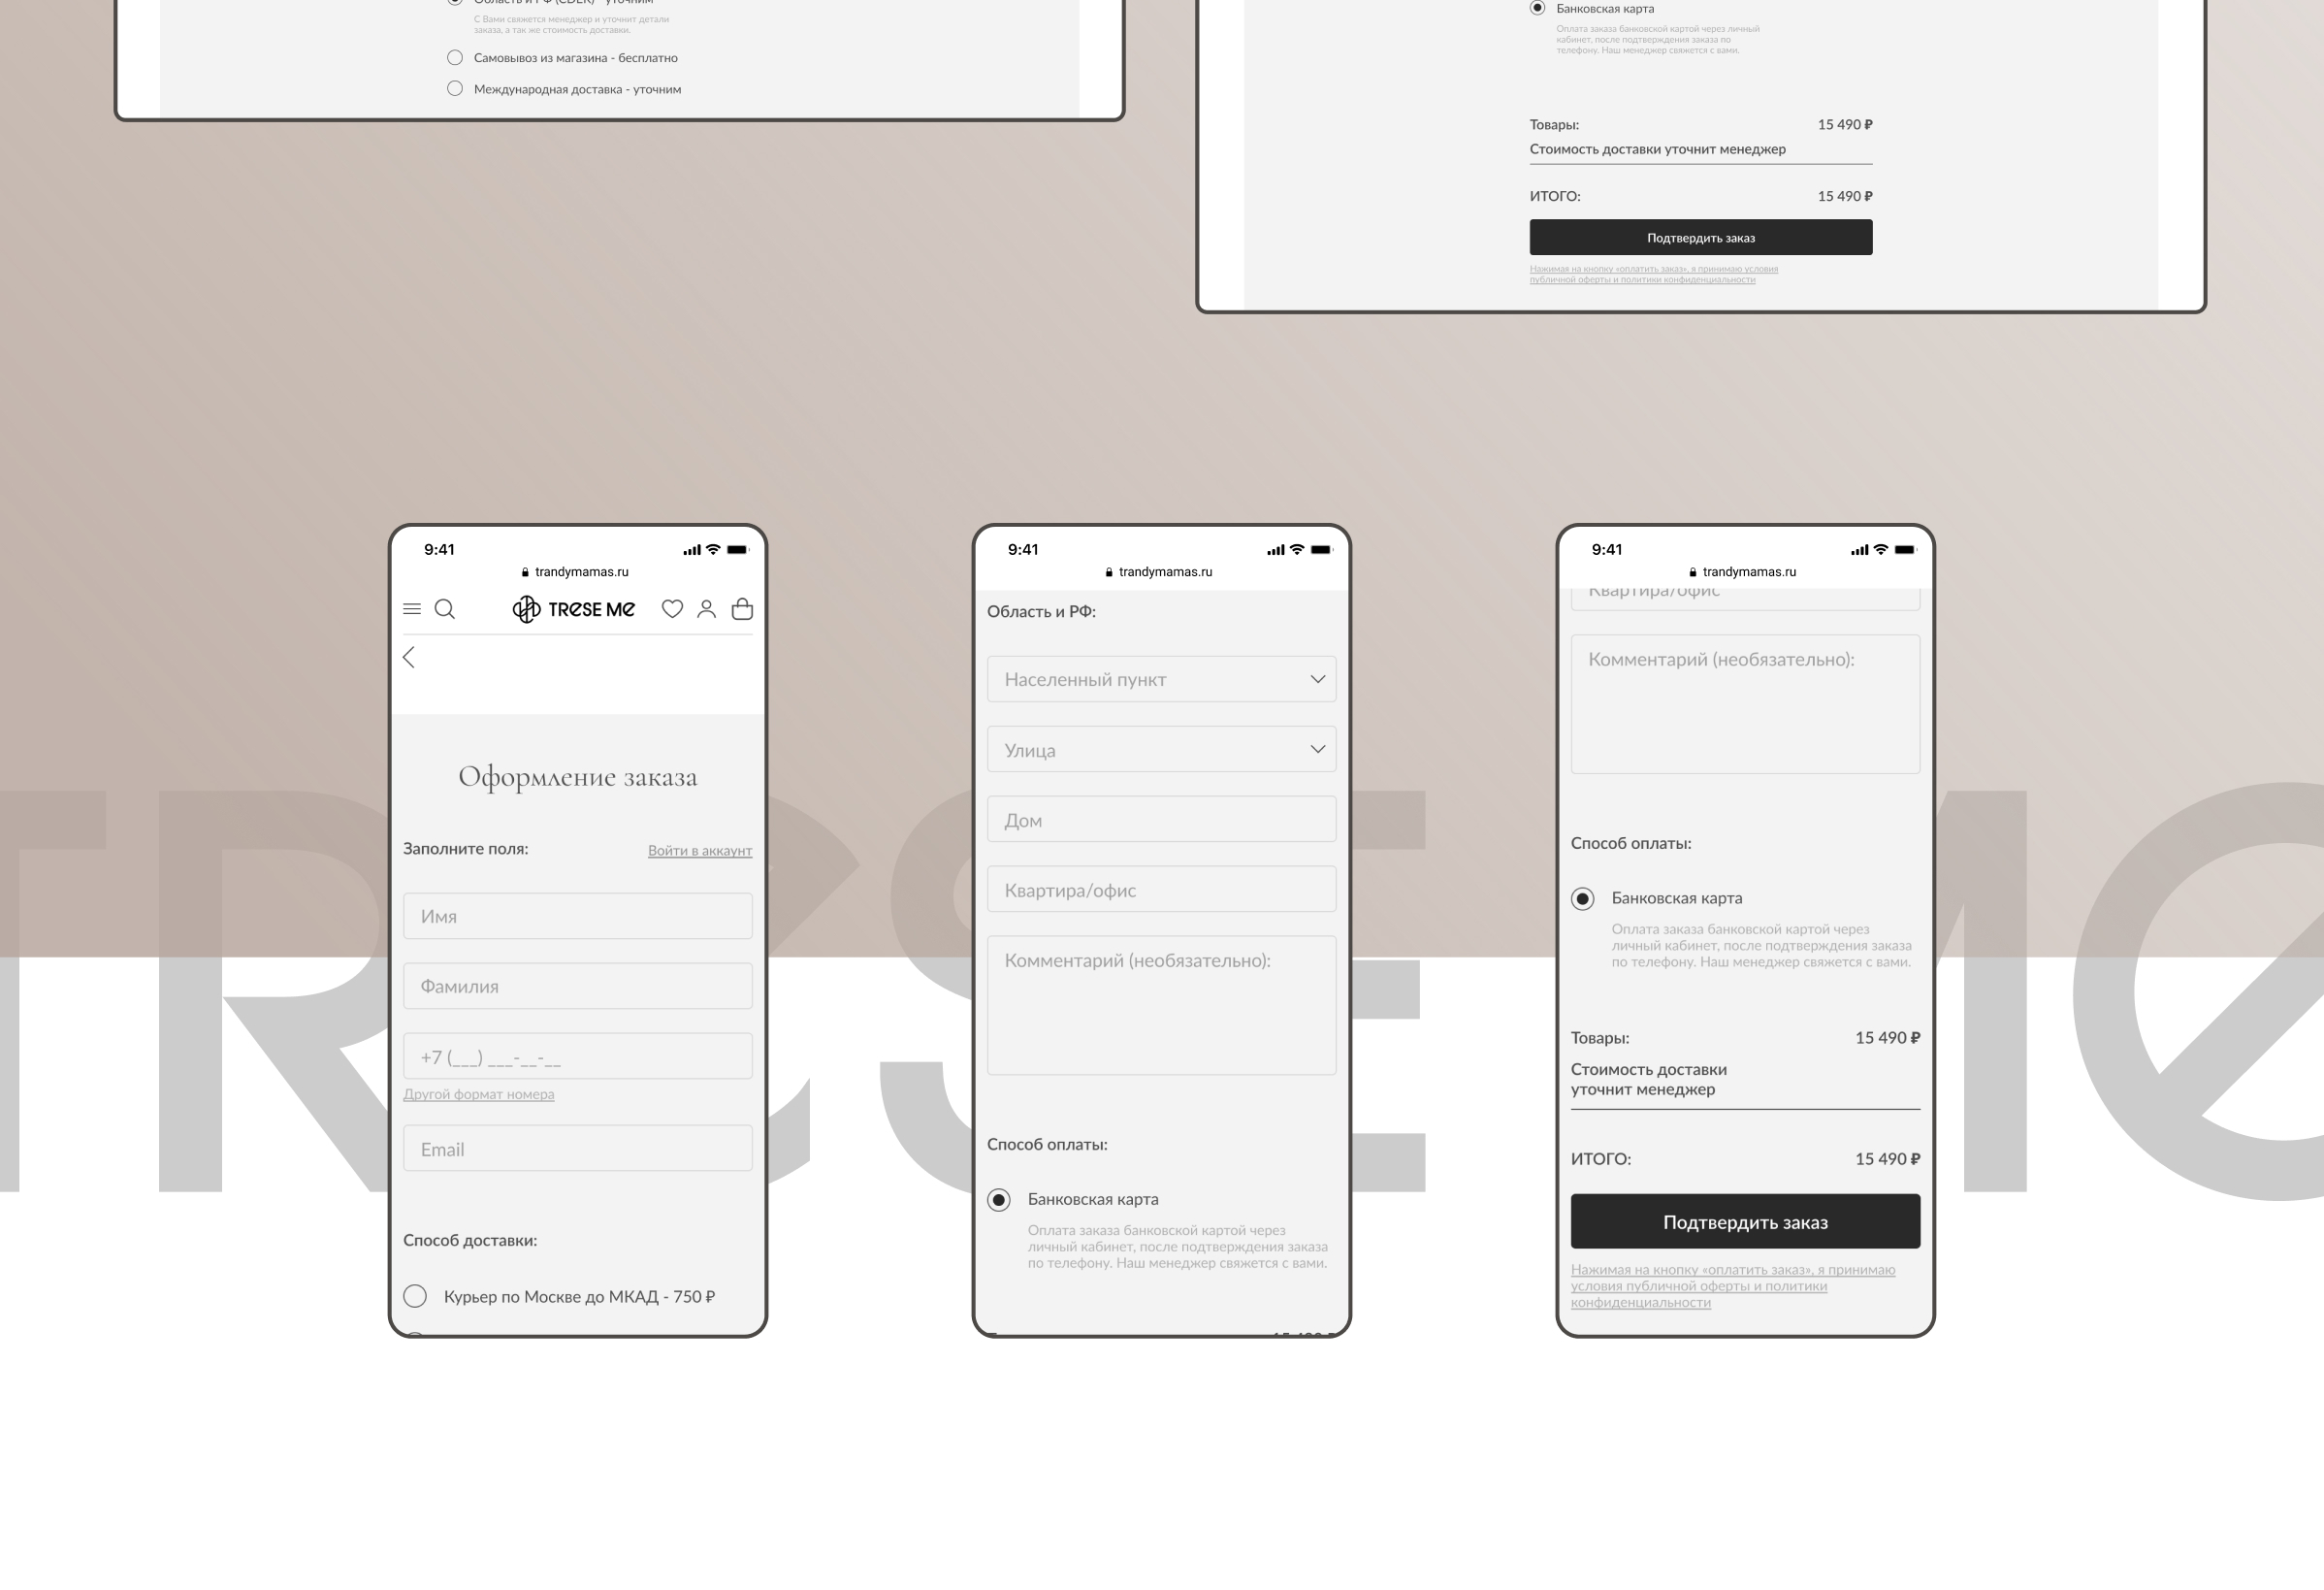 Область и РФ (CDEK) - уточним
С Вами свяжется менеджер и уточнит детали
заказа, а так же стоимость доставки.
Самовывоз из магазина - бесплатно
Международная доставка - уточним
Банковская карта
Оплата заказа банковской картой через личный
кабинет, после подтверждения заказа по
телефону. Наш менеджер свяжется с вами.
Товары: 15 490 ₽
Стоимость доставки уточнит менеджер
ИТОГО: 15 490 ₽
Подтвердить заказ
Нажимая на кнопку «оплатить заказ», я принимаю условия
публичной оферты и политики конфиденциальности
TRESE ME
9:41
trandymamas.ru
TRESE ME
Оформление заказа
Заполните поля: Войти в аккаунт
Имя
Фамилия
+7 (___) ___-__-__
Другой формат номера
Email
Способ доставки:
Курьер по Москве до МКАД - 750 ₽
9:41
trandymamas.ru
Область и РФ:
Населенный пункт
Улица
Дом
Квартира/офис
Комментарий (необязательно):
Способ оплаты:
Банковская карта
Оплата заказа банковской картой через
личный кабинет, после подтверждения заказа
по телефону. Наш менеджер свяжется с вами.
9:41
trandymamas.ru
Квартира/офис
Комментарий (необязательно):
Способ оплаты:
Банковская карта
Оплата заказа банковской картой через
личный кабинет, после подтверждения заказа
по телефону. Наш менеджер свяжется с вами.
Товары: 15 490 ₽
Стоимость доставки
уточнит менеджер
ИТОГО: 15 490 ₽
Подтвердить заказ
Нажимая на кнопку «оплатить заказ», я принимаю
условия публичной оферты и политики
конфиденциальности